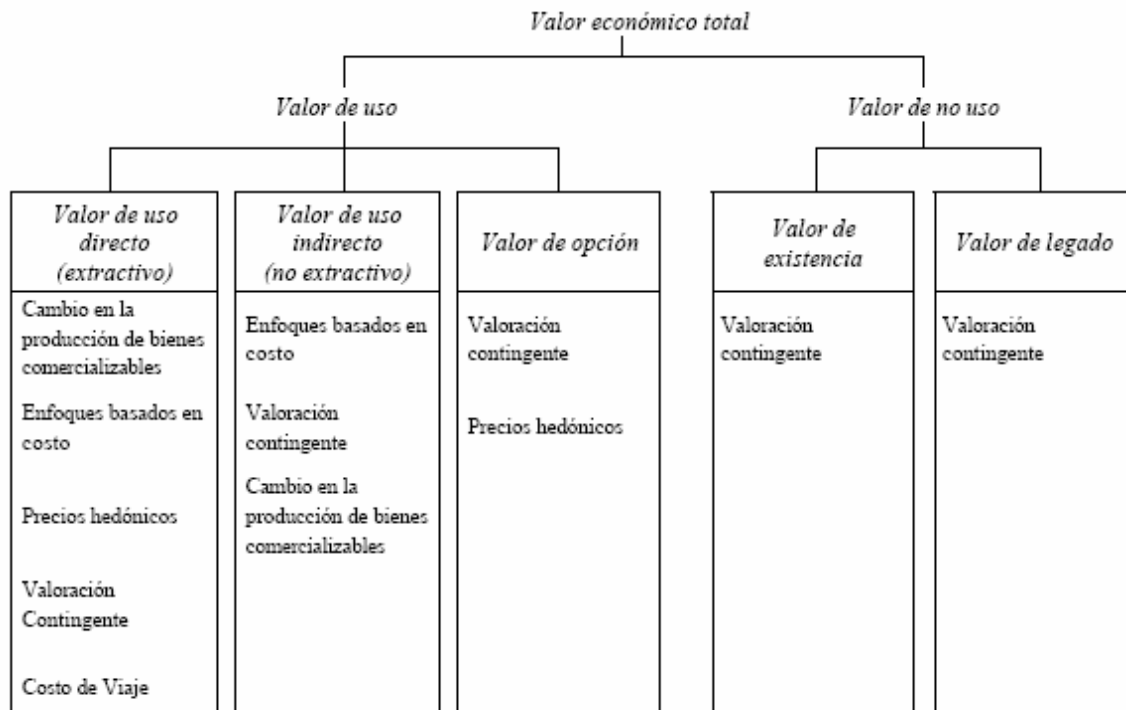 Valor económico total
Valor de uso
Valor de no uso
Valor de uso
directo
(extractivo)
Cambio en la
producción de bienes
comercializables
Enfoques basados en
costo
Precios hedónicos
Valoración
Contingente
Costo de Viaje
Valor de uso
indirecto
(no extractivo)
Enfoques basados en
costo
Valoración
contingente
Cambio en la
producción de bienes
comercializables
Valor de opción
Valoración
contingente
Precios hedónicos
Valor de
existencia
Valoración
contingente
Valor de legado
Valoración
contingente